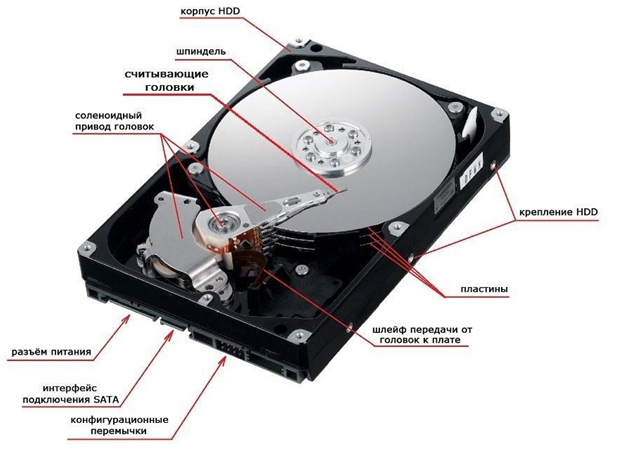 корпус HDD
шпиндель
считывающие
головки
соленоидный
привод головок
крепление HDD
пластины
шлейф передачи от
головок к плате
разъём питания
интерфейс
подключения SATA
конфигурационные
перемычки